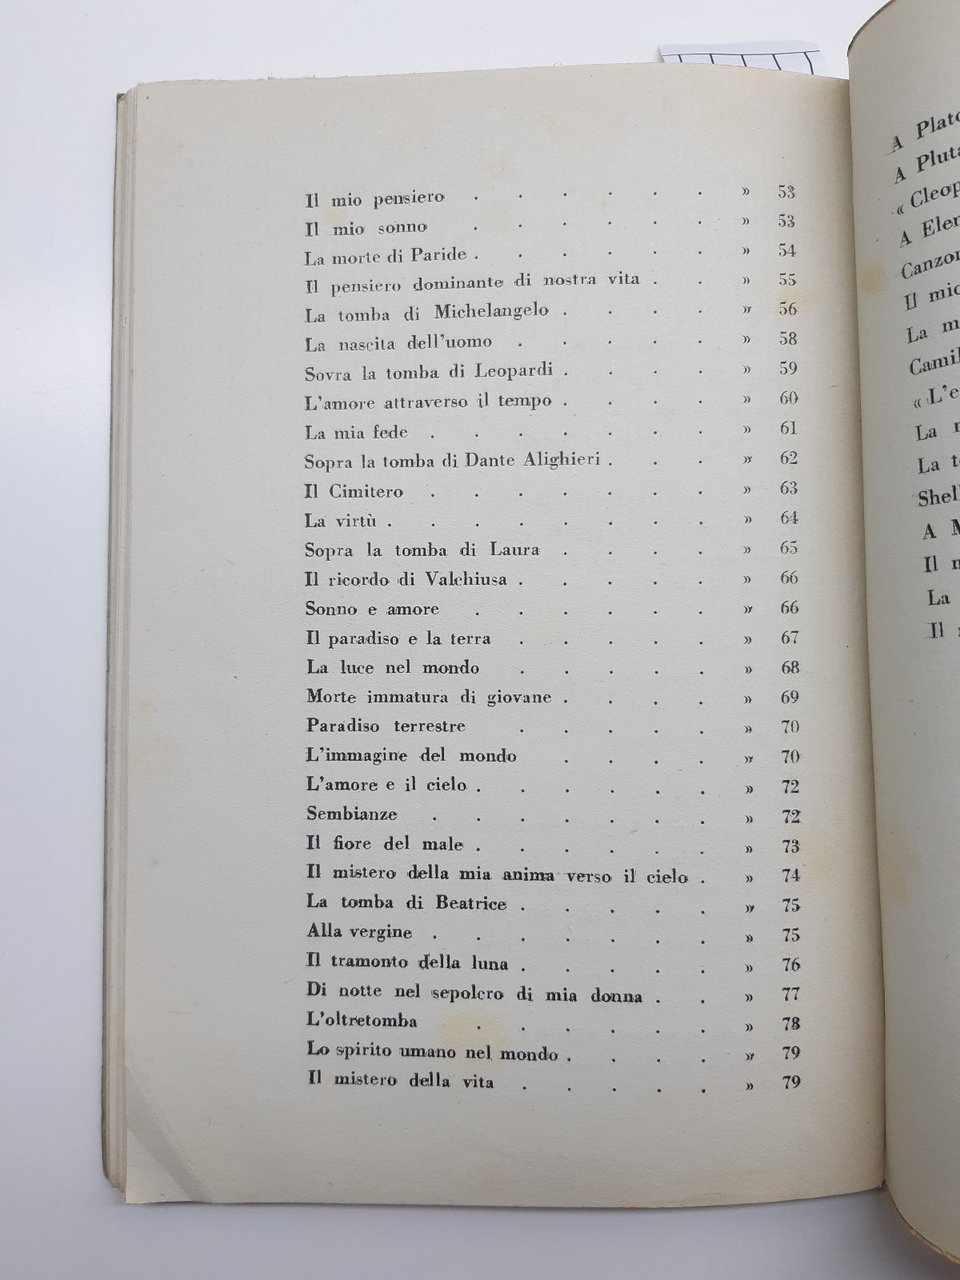 Il mio pensiero . . . . . . » 53
Il mio sonno . . . . . . » 53
La morte di Paride . . . . . . » 54
Il pensiero dominante di nostra vita . . » 55
La tomba di Michelangelo . . . . » 56
La nascita dell'uomo . . . . . » 58
Sovra la tomba di Leopardi . . . . » 59
L'amore attraverso il tempo . . . . » 60
La mia fede . . . . . . . » 61
Sopra la tomba di Dante Alighieri . . . » 62
Il Cimitero . . . . . . . » 63
La virtù . . . . . . . . » 64
Sopra la tomba di Laura . . . . » 65
Il ricordo di Valchiusa . . . . . » 66
Sonno e amore . . . . . . » 66
Il paradiso e la terra . . . . . » 67
La luce nel mondo . . . . . » 68
Morte immatura di giovane . . . . » 69
Paradiso terrestre . . . . . » 70
L'immagine del mondo . . . . » 70
L'amore e il cielo . . . . . . » 72
Sembianze . . . . . . . » 72
Il fiore del male . . . . . . » 73
Il mistero della mia anima verso il cielo . » 74
La tomba di Beatrice . . . . . » 75
Alla vergine . . . . . . . » 75
Il tramonto della luna . . . . . » 76
Di notte nel sepolcro di mia donna . . » 77
L'oltretomba . . . . . . » 78
Lo spirito umano nel mondo . . . . » 79
Il mistero della vita . . . . . » 79
A
A
«
A
Il
La
«
La
La
A
Il
La
Il